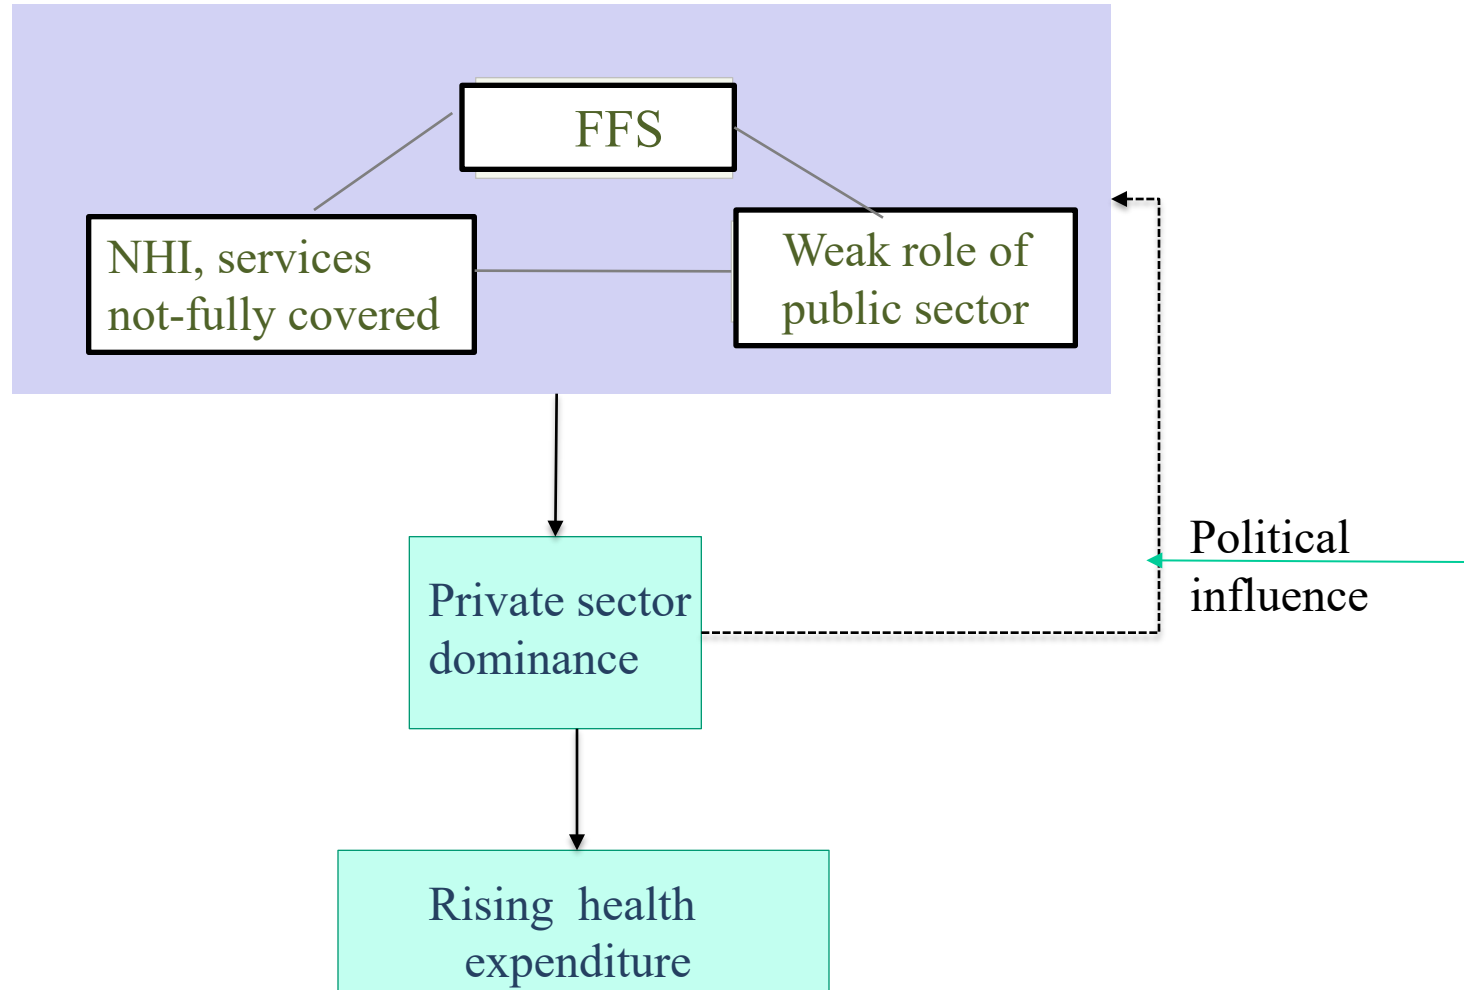 FFS
NHI, services
not-fully covered
Weak role of
public sector
Political
influence
Private sector
dominance
Rising health
expenditure